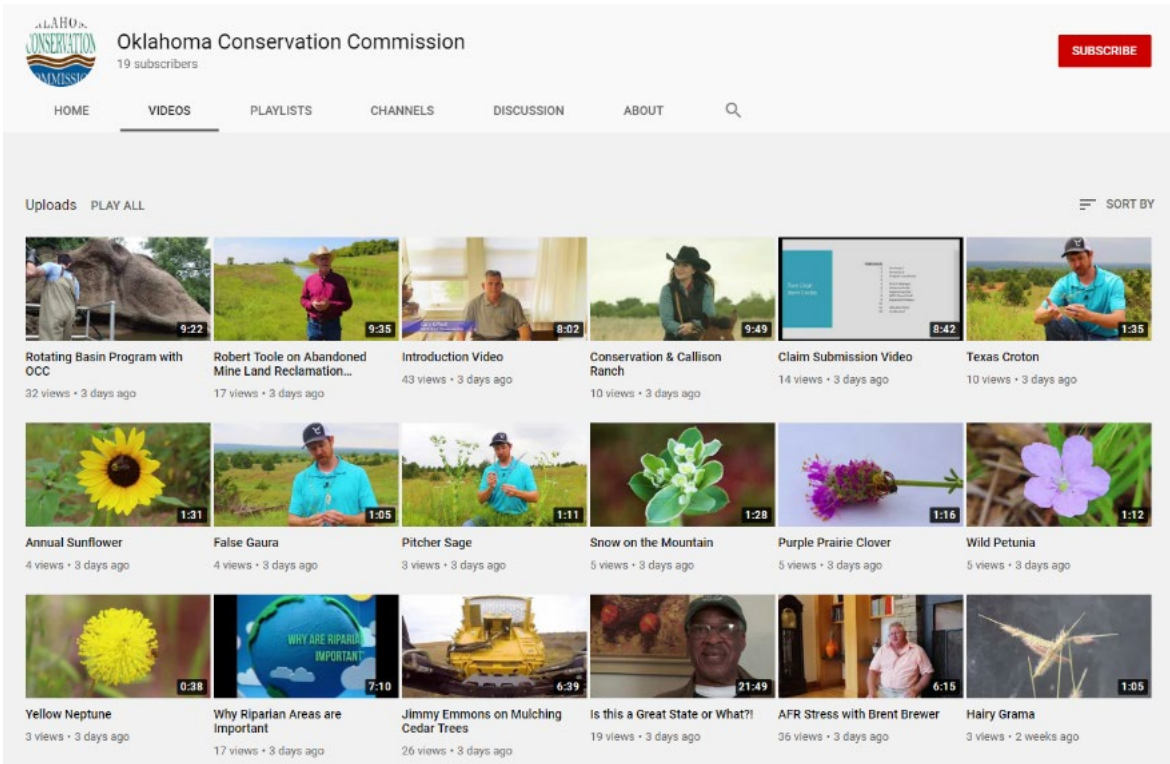 OKLAHOMA
CONSERVATION
COMMISSION
Oklahoma Conservation Commission
19 subscribers
SUBSCRIBE
HOME VIDEOS PLAYLISTS CHANNELS DISCUSSION ABOUT
Uploads PLAY ALL SORT BY
9:22 9:35 8:02 9:49 8:42 1:35
Rotating Basin Program with
OCC
32 views • 3 days ago
Robert Toole on Abandoned
Mine Land Reclamation...
17 views • 3 days ago
Introduction Video
43 views • 3 days ago
Conservation & Callison
Ranch
10 views • 3 days ago
Claim Submission Video
14 views • 3 days ago
Texas Croton
10 views • 3 days ago
1:31 1:05 1:11 1:28 1:16 1:12
Annual Sunflower
4 views • 3 days ago
False Gaura
4 views • 3 days ago
Pitcher Sage
3 views • 3 days ago
Snow on the Mountain
5 views • 3 days ago
Purple Prairie Clover
5 views • 3 days ago
Wild Petunia
5 views • 3 days ago
WHY ARE RIPARIA
IMPORTANT
0:38 7:10 6:39 21:49 6:15 1:05
Yellow Neptune
3 views • 3 days ago
Why Riparian Areas are
Important
17 views • 3 days ago
Jimmy Emmons on Mulching
Cedar Trees
26 views • 3 days ago
Is this a Great State or What?!
19 views • 3 days ago
AFR Stress with Brent Brewer
36 views • 3 days ago
Hairy Grama
3 views • 2 weeks ago